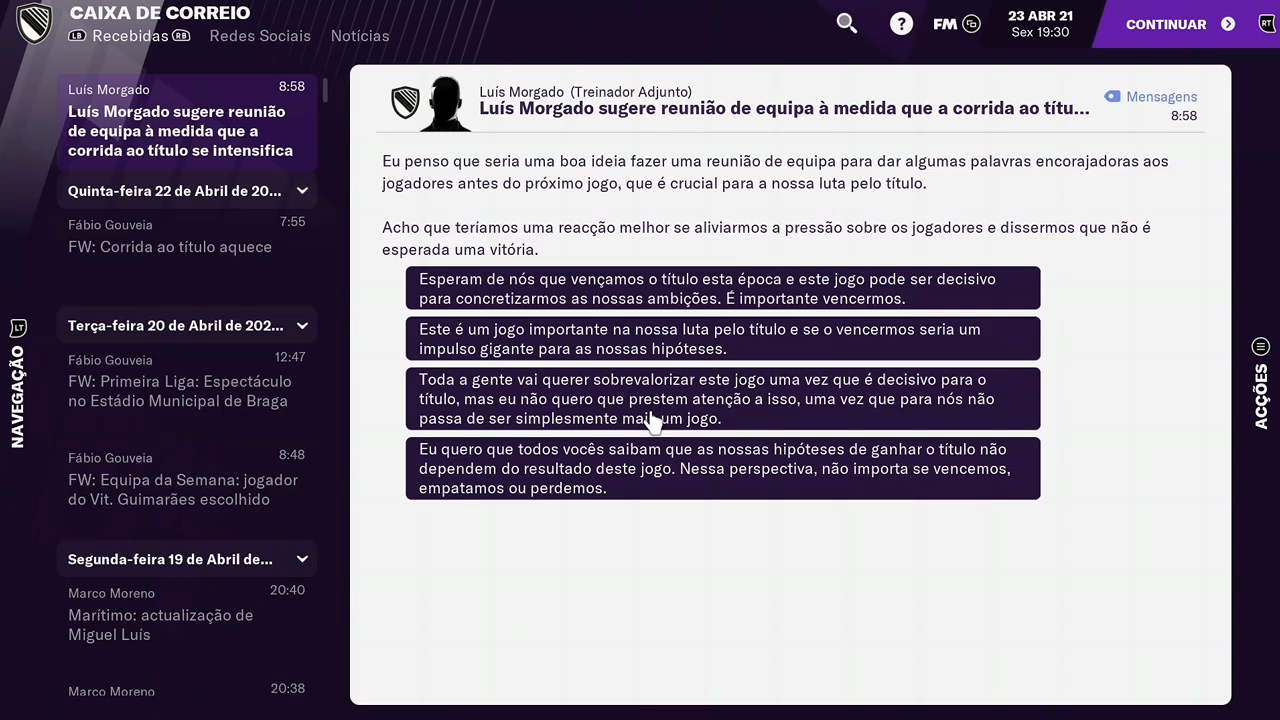 CAIXA DE CORREIO
LB Recebidas RB Redes Sociais Notícias
? FM
23 ABR 21
Sex 19:30
CONTINUAR
RT
Luís Morgado 8:58
Luís Morgado sugere reunião
de equipa à medida que a
corrida ao título se intensifica
Quinta-feira 22 de Abril de 20...
Fábio Gouveia 7:55
FW: Corrida ao título aquece
Terça-feira 20 de Abril de 202...
Fábio Gouveia 12:47
FW: Primeira Liga: Espectáculo
no Estádio Municipal de Braga
Fábio Gouveia 8:48
FW: Equipa da Semana: jogador
do Vit. Guimarães escolhido
Segunda-feira 19 de Abril de...
Marco Moreno 20:40
Marítimo: actualização de
Miguel Luís
Marco Moreno 20:38
LT
NAVEGAÇÃO
Luís Morgado (Treinador Adjunto)
Luís Morgado sugere reunião de equipa à medida que a corrida ao títu...
Mensagens
8:58
Eu penso que seria uma boa ideia fazer uma reunião de equipa para dar algumas palavras encorajadoras aos
jogadores antes do próximo jogo, que é crucial para a nossa luta pelo título.
Acho que teríamos uma reacção melhor se aliviarmos a pressão sobre os jogadores e dissermos que não é
esperada uma vitória.
Esperam de nós que vençamos o título esta época e este jogo pode ser decisivo
para concretizarmos as nossas ambições. É importante vencermos.
Este é um jogo importante na nossa luta pelo título e se o vencermos seria um
impulso gigante para as nossas hipóteses.
Toda a gente vai querer sobrevalorizar este jogo uma vez que é decisivo para o
título, mas eu não quero que prestem atenção a isso, uma vez que para nós não
passa de ser simplesmente mais um jogo.
Eu quero que todos vocês saibam que as nossas hipóteses de ganhar o título não
dependem do resultado deste jogo. Nessa perspectiva, não importa se vencemos,
empatamos ou perdemos.
ACÇÕES